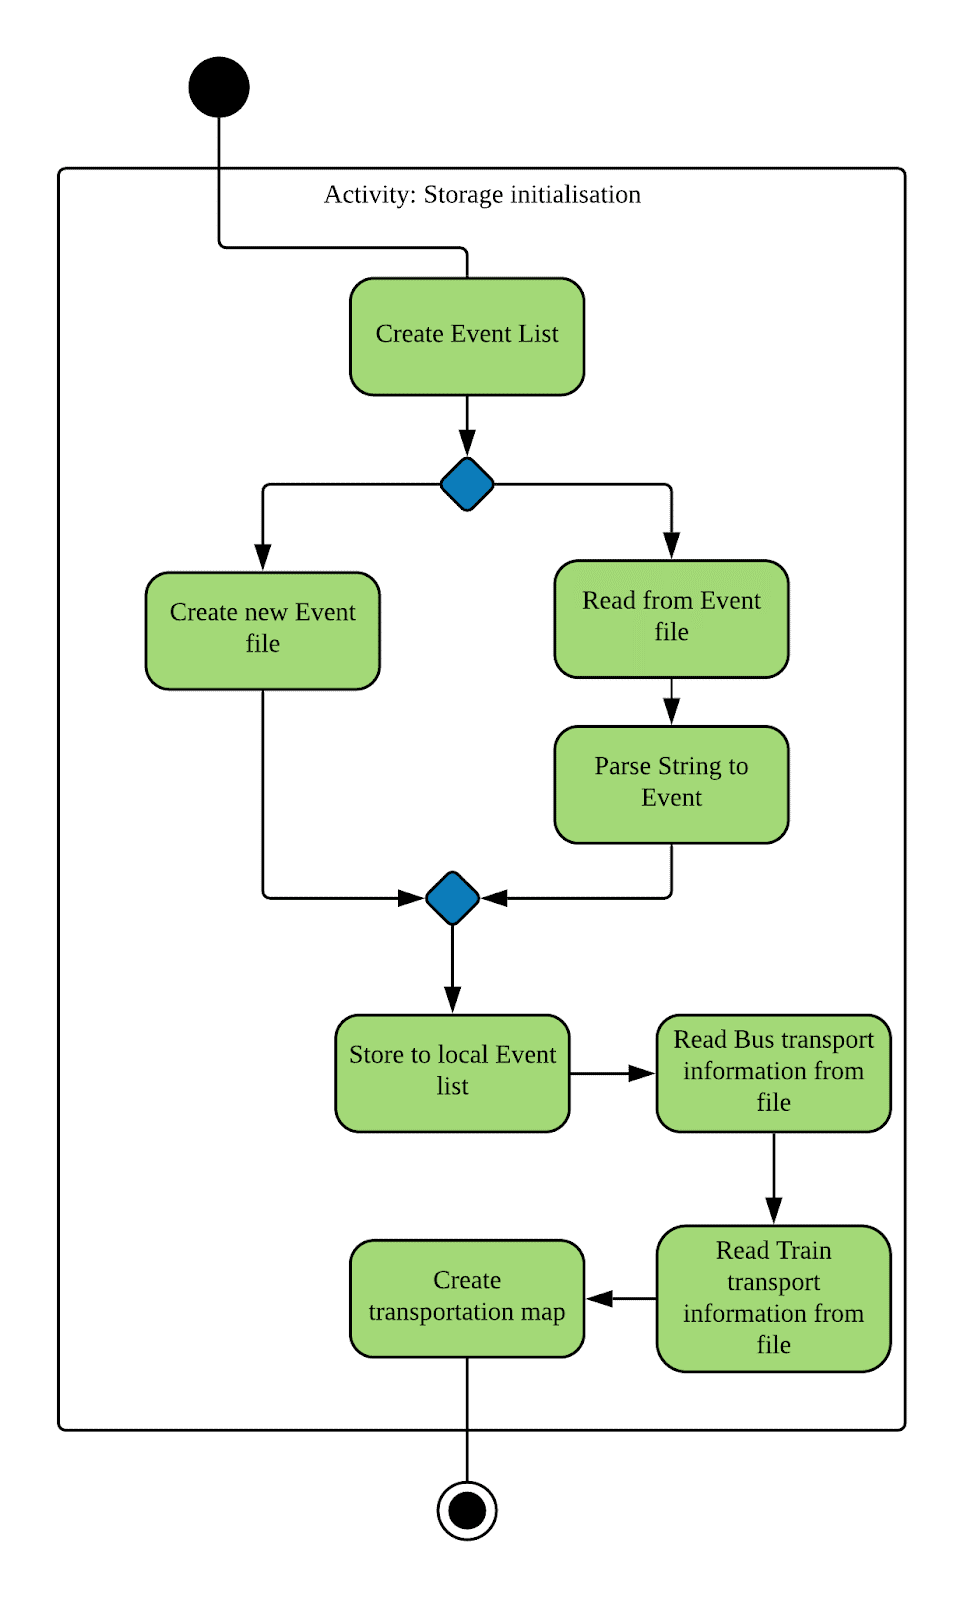 Activity: Storage initialisation
Create Event List
Create new Event
file
Read from Event
file
Parse String to
Event
Store to local Event
list
Read Bus transport
information from
file
Read Train
transport
information from
file
Create
transportation map